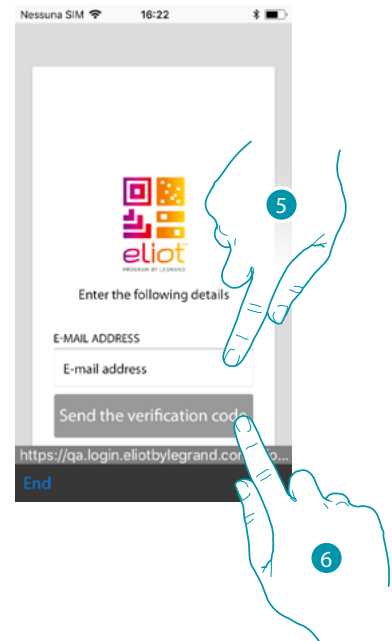 Nessuna SIM 16:22
eliot
PROGRAM BY LEGRAND
5
Enter the following details
E-MAIL ADDRESS
E-mail address
Send the verification code
https://qa.login.eliotbylegrand.com
End
6